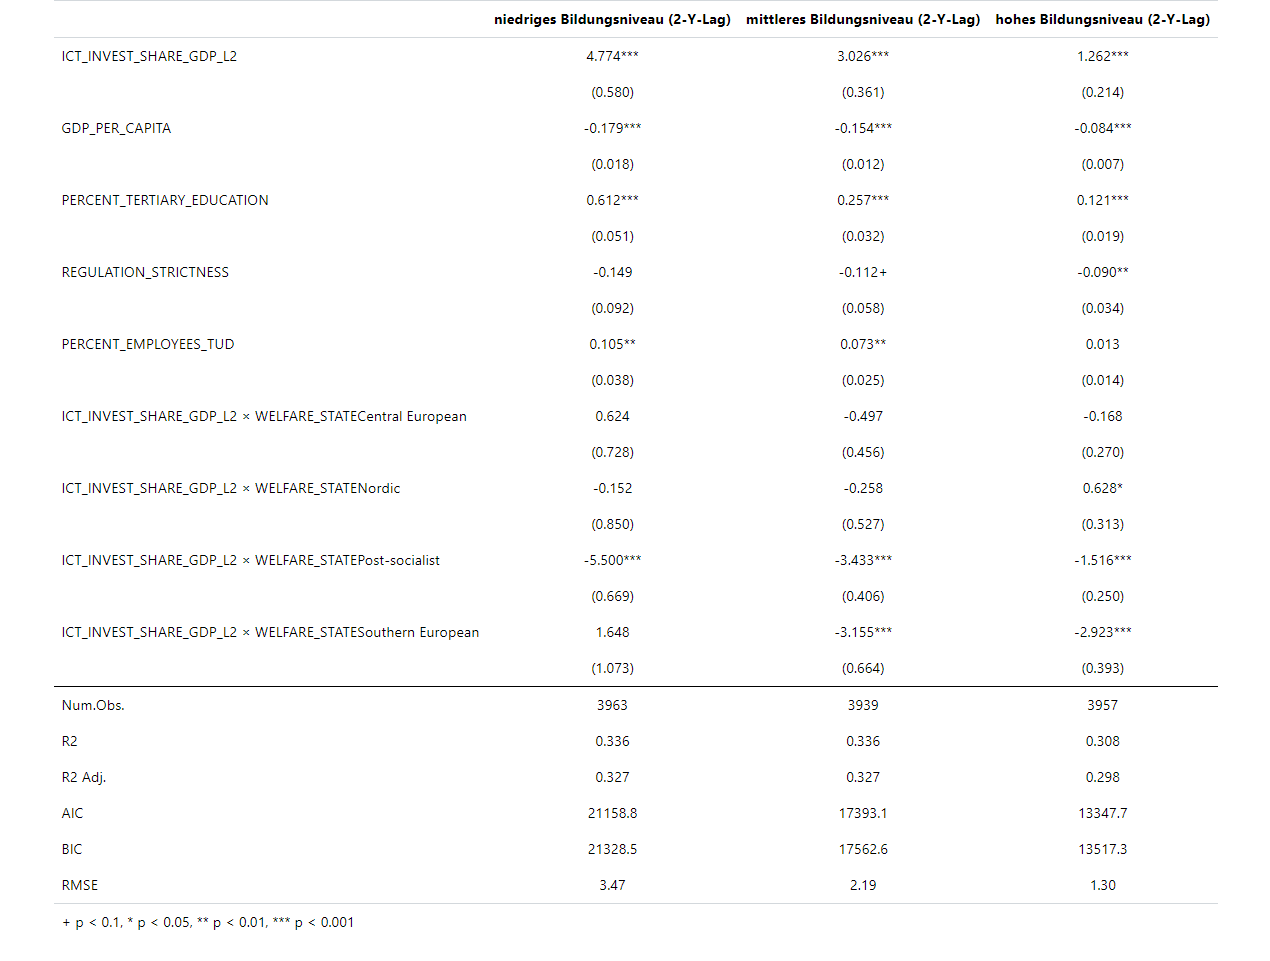 niedriges Bildungsniveau (2-Y-Lag) mittleres Bildungsniveau (2-Y-Lag) hohes Bildungsniveau (2-Y-Lag)
ICT_INVEST_SHARE_GDP_L2 4.774*** 3.026*** 1.262***
(0.580) (0.361) (0.214)
GDP_PER_CAPITA -0.179*** -0.154*** -0.084***
(0.018) (0.012) (0.007)
PERCENT_TERTIARY_EDUCATION 0.612*** 0.257*** 0.121***
(0.051) (0.032) (0.019)
REGULATION_STRICTNESS -0.149 -0.112+ -0.090**
(0.092) (0.058) (0.034)
PERCENT_EMPLOYEES_TUD 0.105** 0.073** 0.013
(0.038) (0.025) (0.014)
ICT_INVEST_SHARE_GDP_L2 × WELFARE_STATECentral European 0.624 -0.497 -0.168
(0.728) (0.456) (0.270)
ICT_INVEST_SHARE_GDP_L2 × WELFARE_STATENordic -0.152 -0.258 0.628*
(0.850) (0.527) (0.313)
ICT_INVEST_SHARE_GDP_L2 × WELFARE_STATEPost-socialist -5.500*** -3.433*** -1.516***
(0.669) (0.406) (0.250)
ICT_INVEST_SHARE_GDP_L2 × WELFARE_STATESouthern European 1.648 -3.155*** -2.923***
(1.073) (0.664) (0.393)
Num.Obs. 3963 3939 3957
R2 0.336 0.336 0.308
R2 Adj. 0.327 0.327 0.298
AIC 21158.8 17393.1 13347.7
BIC 21328.5 17562.6 13517.3
RMSE 3.47 2.19 1.30
+ p < 0.1, * p < 0.05, ** p < 0.01, *** p < 0.001